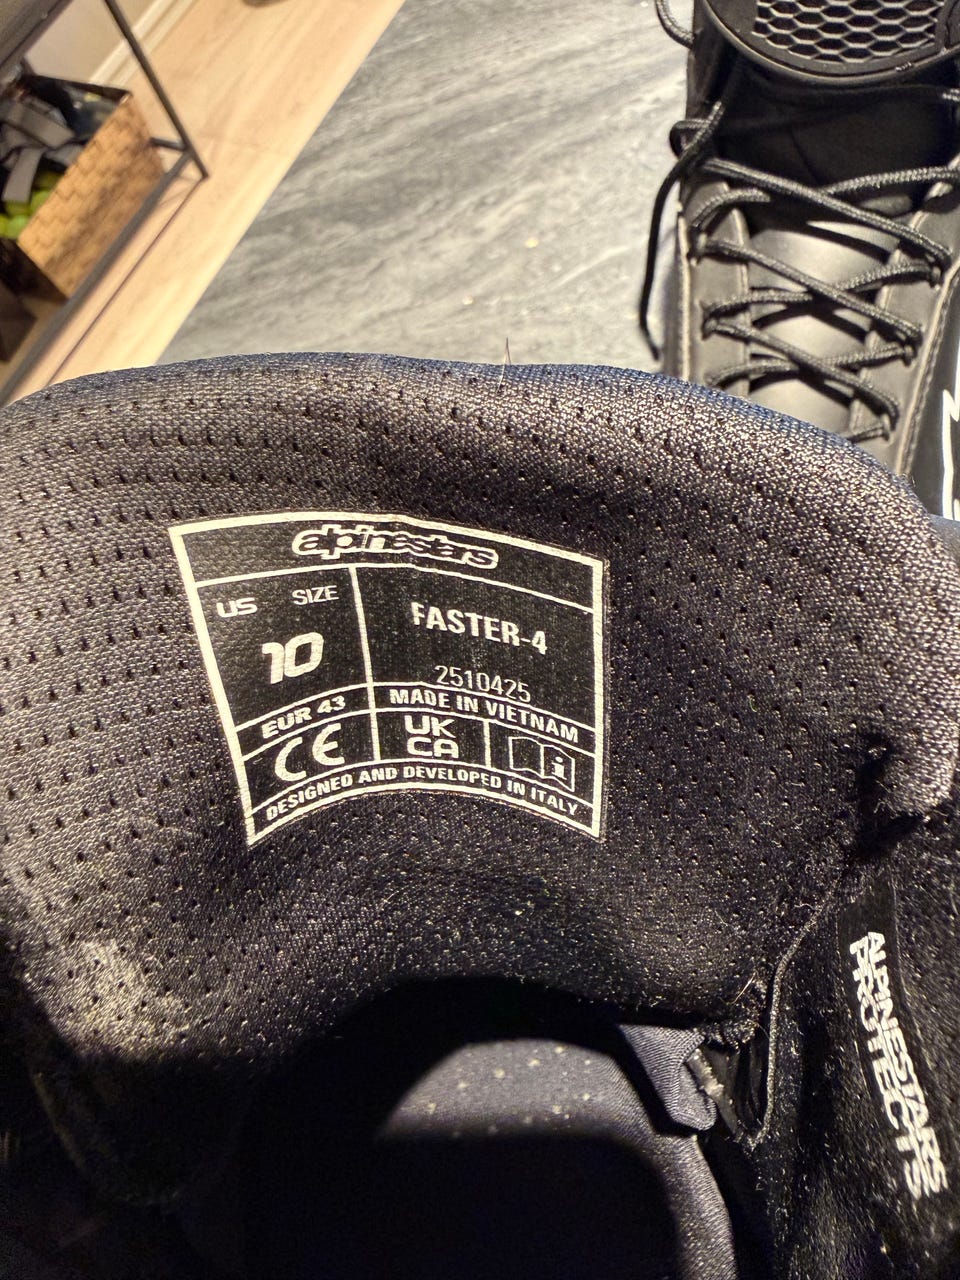 alpinestars
US SIZE
10
FASTER-4
2510425
EUR 43
MADE IN VIETNAM
CE
UK
CA
i
DESIGNED AND DEVELOPED IN ITALY
ALPINESTARS
PROTECTS